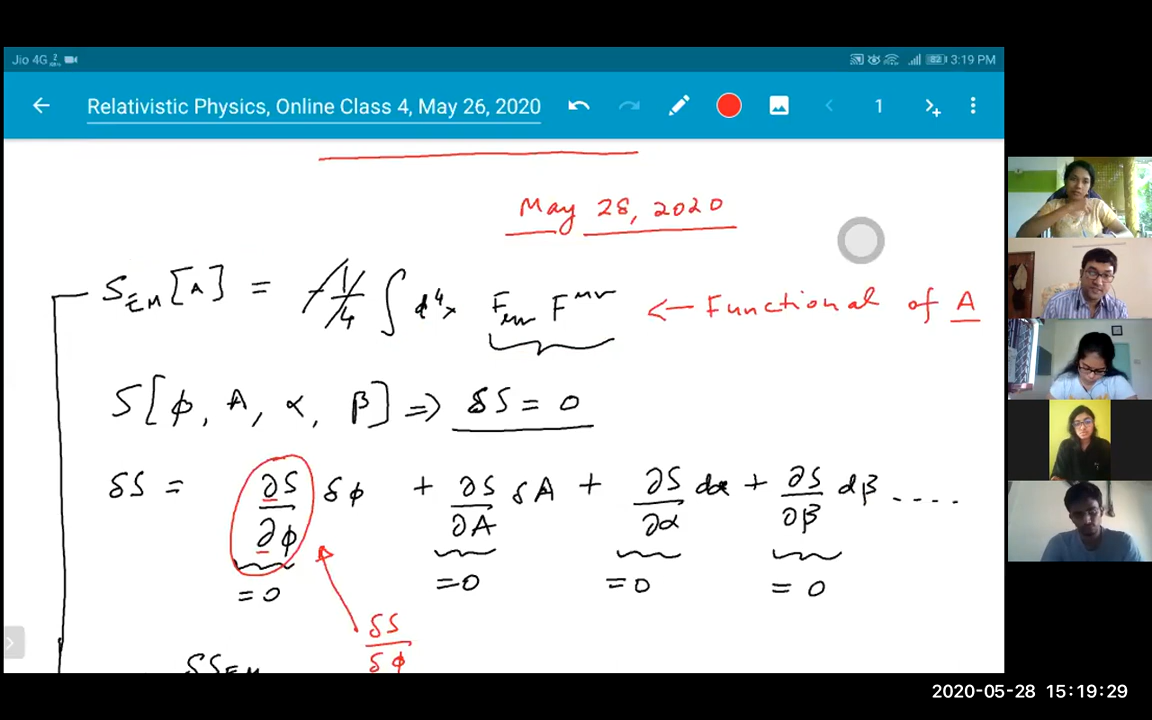 Jio 4G 3:19 PM
Relativistic Physics, Online Class 4, May 26, 2020 1
May 28, 2020
S_EM[A] = -1/4 ∫ d⁴x F_μν F^μν ← Functional of A
S[φ, A, α, β] ⇒ δS = 0
δS = ∂S/∂φ δφ + ∂S/∂A δA + ∂S/∂α dα + ∂S/∂β dβ ....
=0 =0 =0 = 0
δS/δφ
δS_EM
2020-05-28 15:19:29